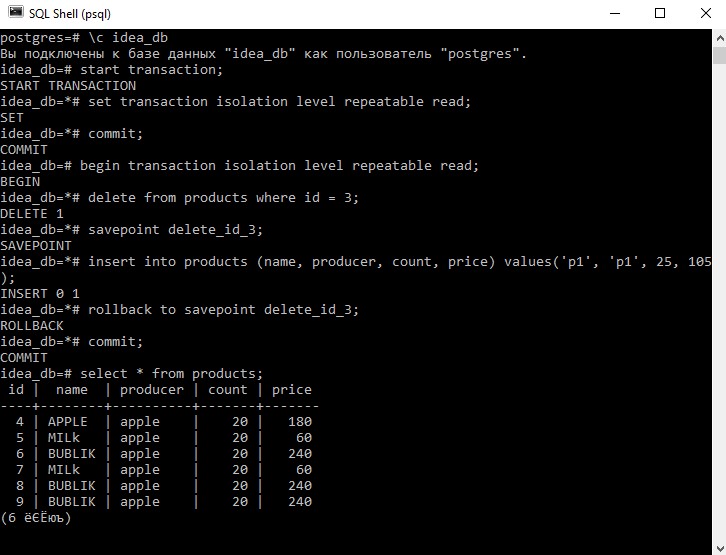 SQL Shell (psql)
postgres=# \c idea_db
Вы подключены к базе данных "idea_db" как пользователь "postgres".
idea_db=# start transaction;
START TRANSACTION
idea_db=*# set transaction isolation level repeatable read;
SET
idea_db=*# commit;
COMMIT
idea_db=# begin transaction isolation level repeatable read;
BEGIN
idea_db=*# delete from products where id = 3;
DELETE 1
idea_db=*# savepoint delete_id_3;
SAVEPOINT
idea_db=*# insert into products (name, producer, count, price) values('p1', 'p1', 25, 105
);
INSERT 0 1
idea_db=*# rollback to savepoint delete_id_3;
ROLLBACK
idea_db=*# commit;
COMMIT
idea_db=# select * from products;
 id |  name  | producer | count | price
----+--------+----------+-------+-------
  4 | APPLE  | apple    |    20 |   180
  5 | MILk   | apple    |    20 |    60
  6 | BUBLIK | apple    |    20 |   240
  7 | MILk   | apple    |    20 |    60
  8 | BUBLIK | apple    |    20 |   240
  9 | BUBLIK | apple    |    20 |   240
(6 ёЄЁюъ)